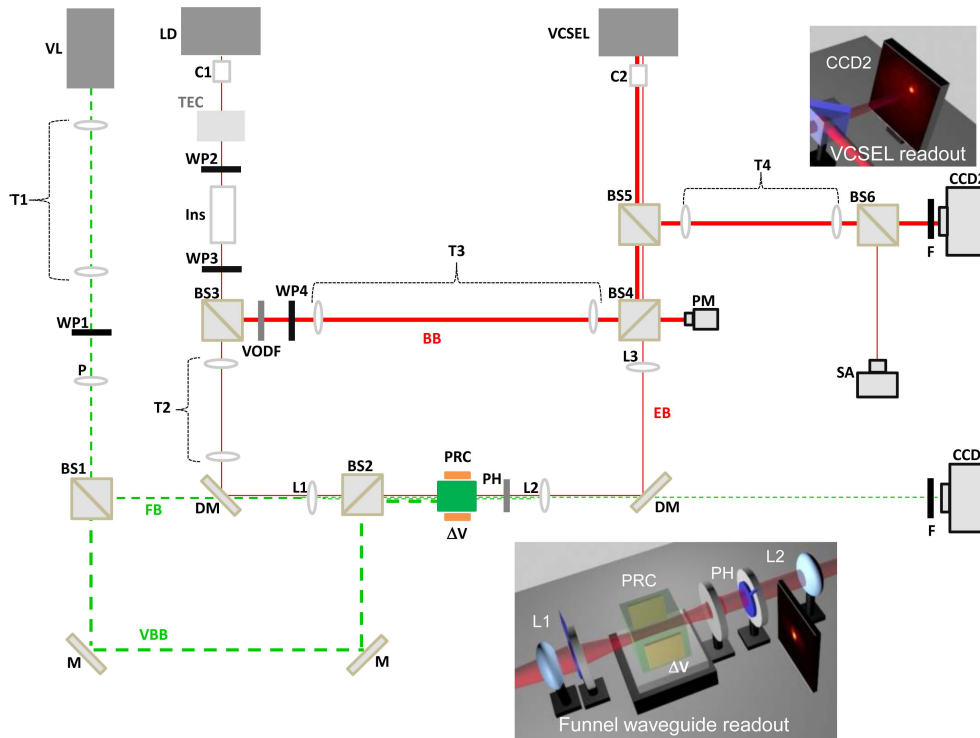 VL
LD
VCSEL
C1
C2
CCD2
VCSEL readout
TEC
WP2
T4
CCD2
T1
Ins
BS5
BS6
F
WP3
T3
BS3
WP4
BS4
PM
WP1
VODF
BB
L3
P
T2
SA
EB
BS1
BS2
PRC
CCD
L1
PH
L2
FB
DM
ΔV
DM
F
L2
PH
PRC
L1
VBB
M
M
ΔV
Funnel waveguide readout